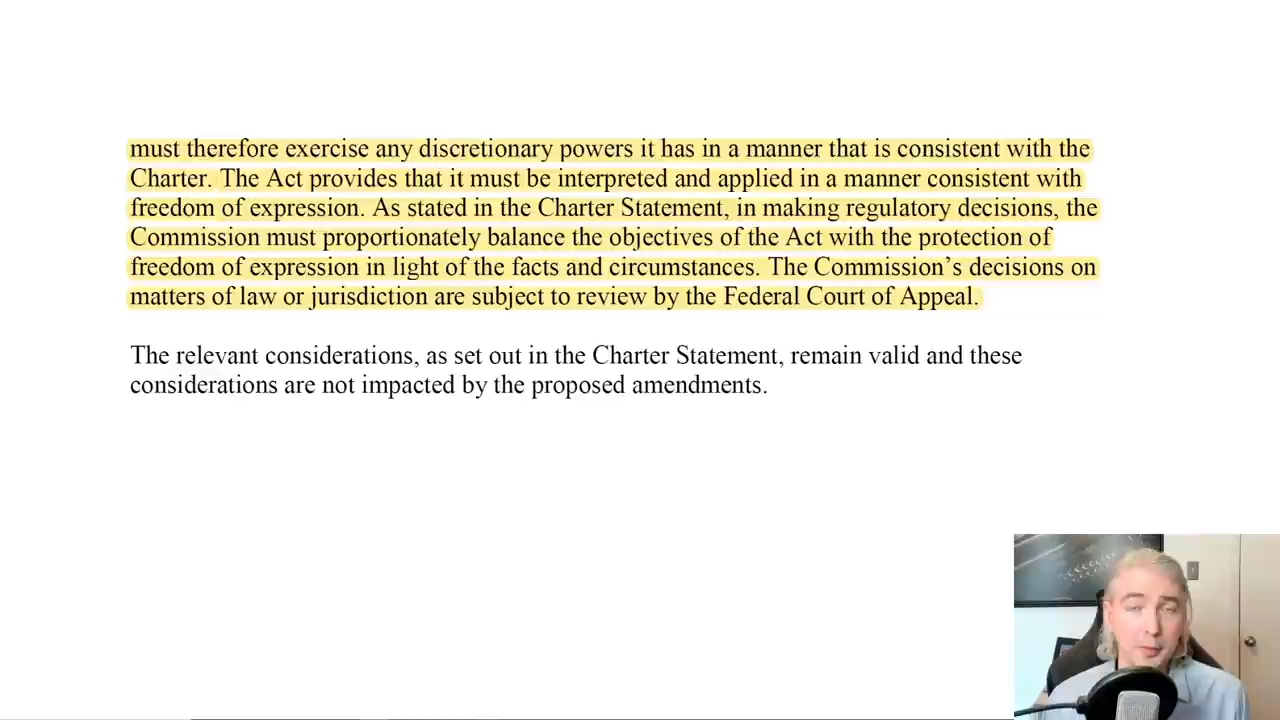 must therefore exercise any discretionary powers it has in a manner that is consistent with the
Charter. The Act provides that it must be interpreted and applied in a manner consistent with
freedom of expression. As stated in the Charter Statement, in making regulatory decisions, the
Commission must proportionately balance the objectives of the Act with the protection of
freedom of expression in light of the facts and circumstances. The Commission’s decisions on
matters of law or jurisdiction are subject to review by the Federal Court of Appeal.
The relevant considerations, as set out in the Charter Statement, remain valid and these
considerations are not impacted by the proposed amendments.